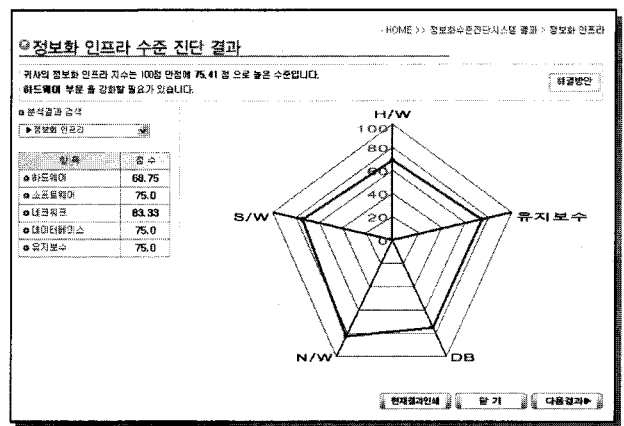 · HOME >> 정보화수준진단시스템 결과 > 정보화 인프라
정보화 인프라 수준 진단 결과
귀사의 정보화 인프라 지수는 100점 만점에 75.41 점 으로 높은 수준입니다.
하드웨어 부문 을 강화할 필요가 있습니다.
해결방안
분석결과 검색
▶정보화 인프라
항목 점수
하드웨어 68.75
소프트웨어 75.0
네크워크 83.33
데이터베이스 75.0
유지보수 75.0
H/W
100
80
60
40
20
0
S/W
유지보수
N/W
DB
현재결과인쇄
닫기
다음결과▶